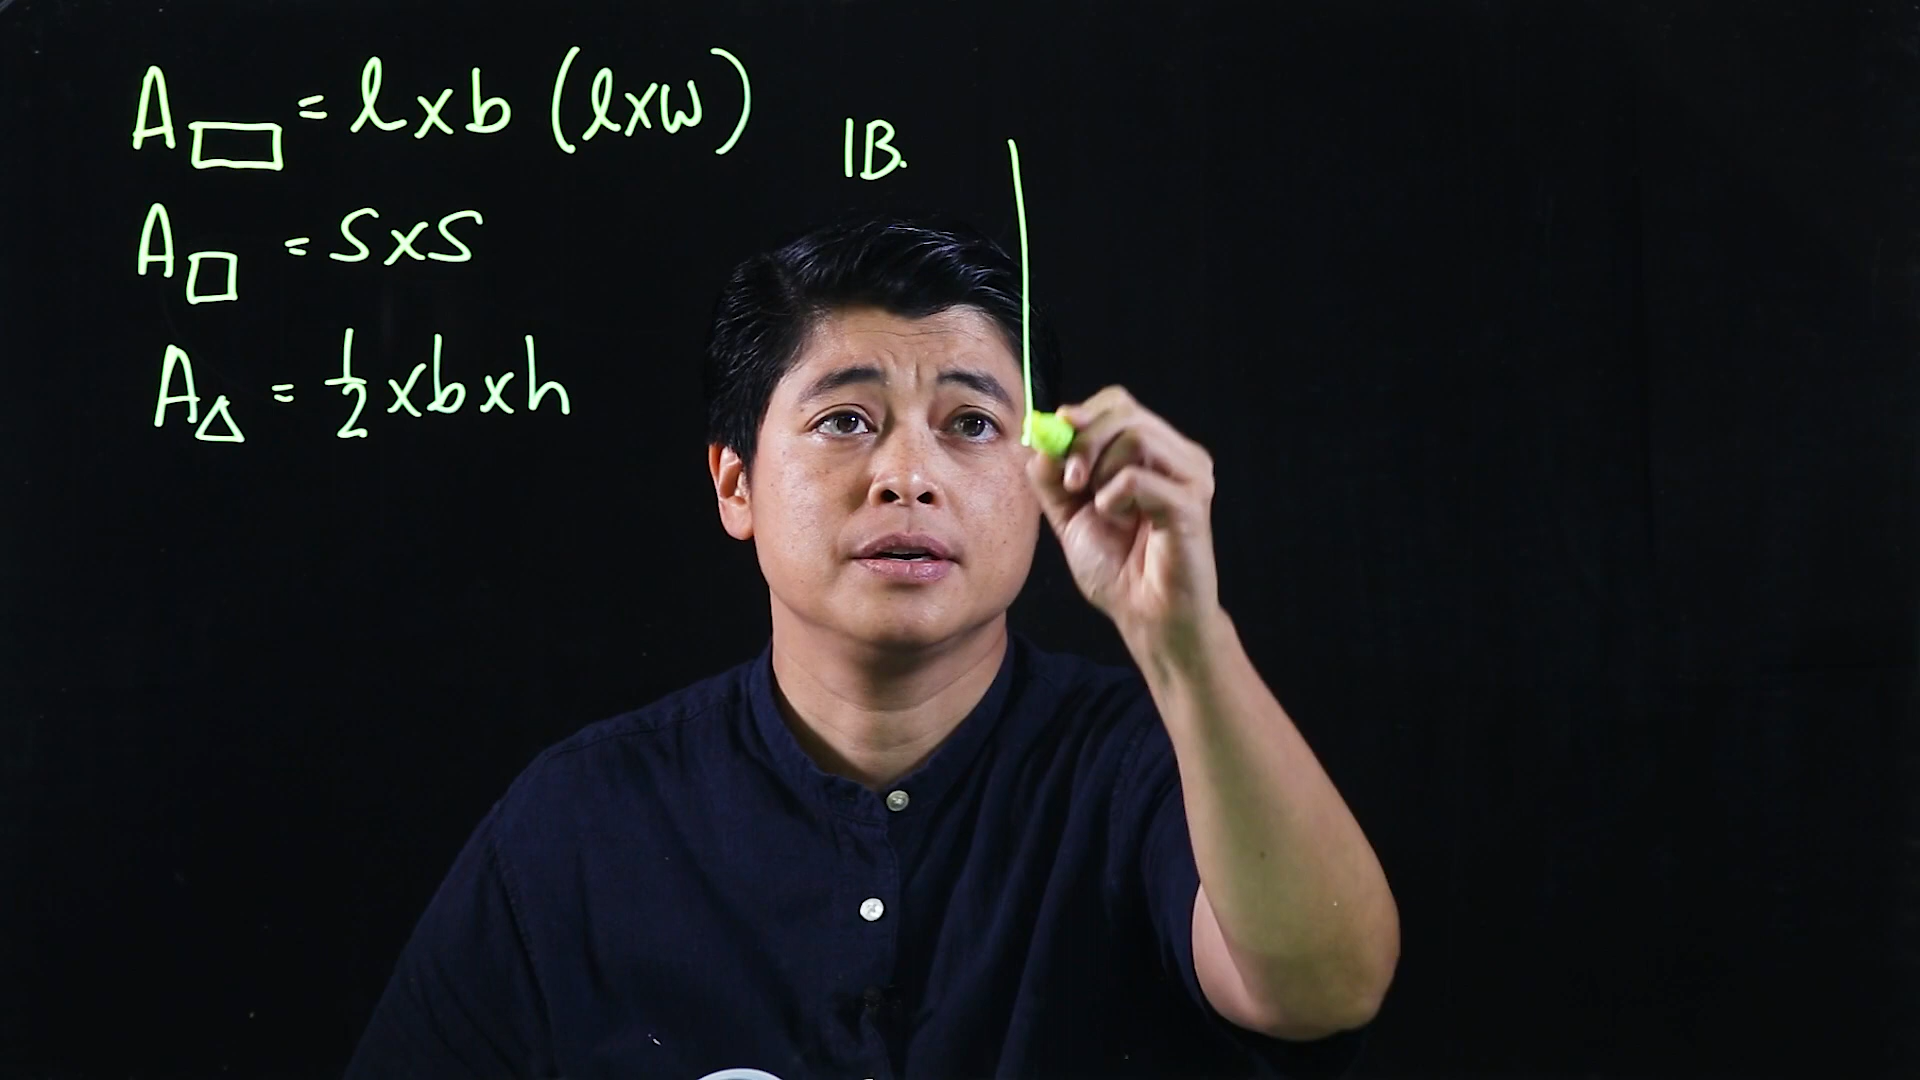 A▭ = l x b (l x w)
A□ = s x s
A△ = 1/2 x b x h
1B.